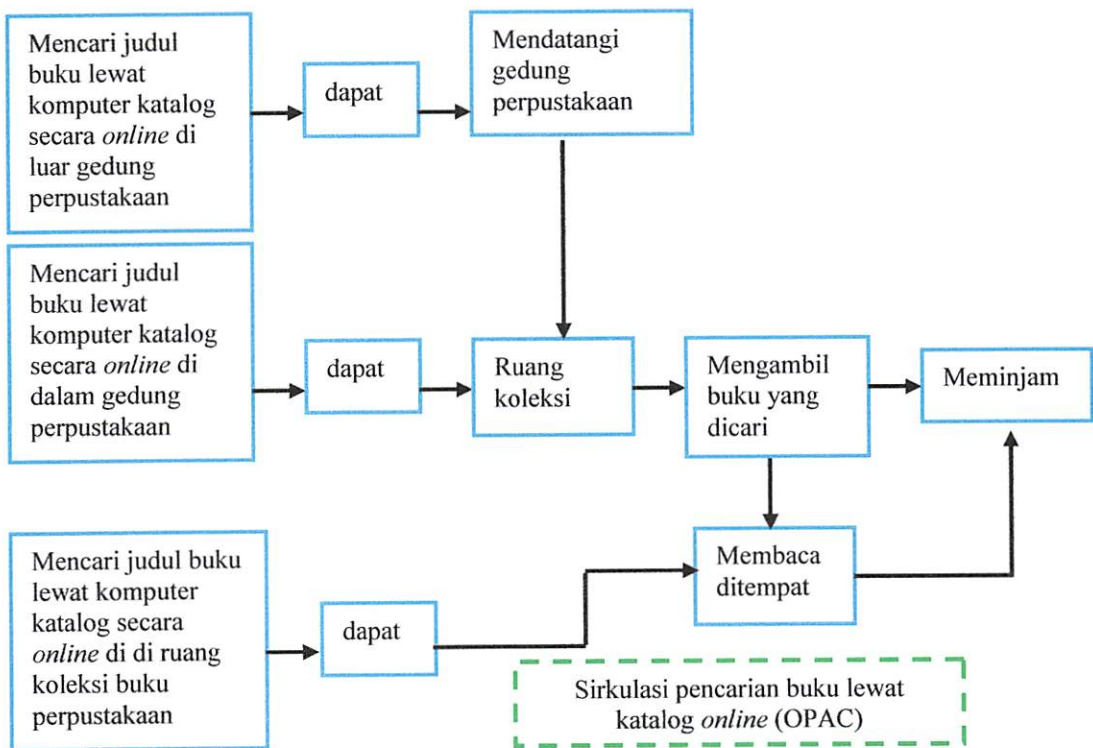 Mencari judul
buku lewat
komputer katalog
secara online di
luar gedung
perpustakaan
dapat
Mendatangi
gedung
perpustakaan
Mencari judul
buku lewat
komputer katalog
secara online di
dalam gedung
perpustakaan
dapat
Ruang
koleksi
Mengambil
buku yang
dicari
Meminjam
Mencari judul buku
lewat komputer
katalog secara
online di di ruang
koleksi buku
perpustakaan
dapat
Membaca
ditempat
Sirkulasi pencarian buku lewat
katalog online (OPAC)